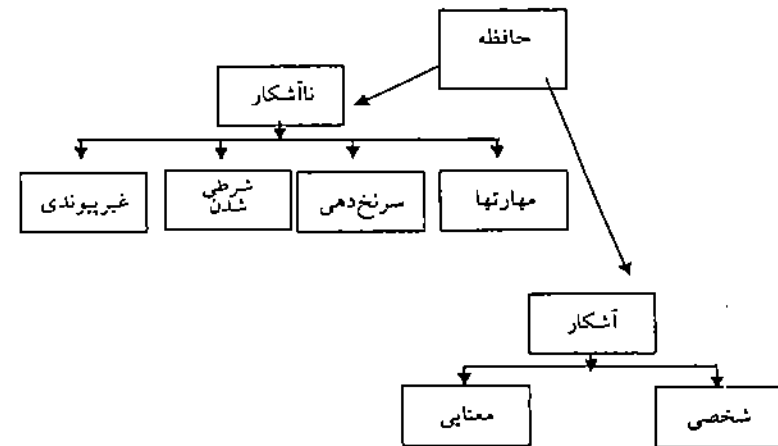 حافظه
ناآشکار
مهارتها
سرنخ‌دهی
شرطی
شدن
غیرپیوندی
آشکار
شخصی
معنایی